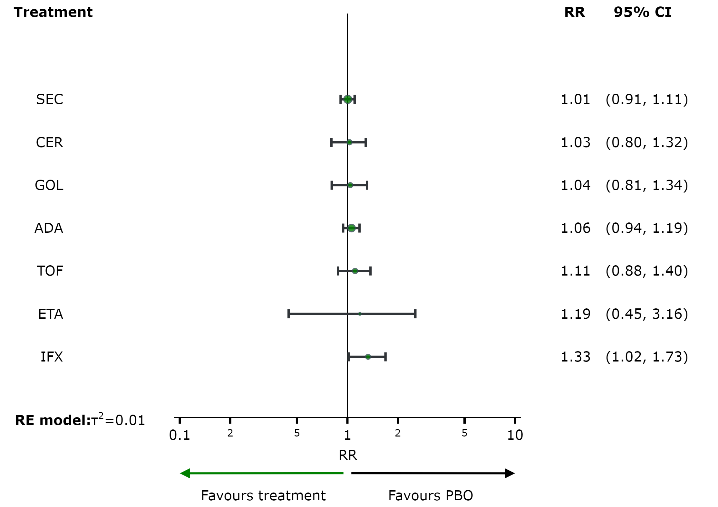 Treatment RR 95% CI
SEC 1.01 (0.91, 1.11)
CER 1.03 (0.80, 1.32)
GOL 1.04 (0.81, 1.34)
ADA 1.06 (0.94, 1.19)
TOF 1.11 (0.88, 1.40)
ETA 1.19 (0.45, 3.16)
IFX 1.33 (1.02, 1.73)
RE model:τ²=0.01
0.1 2 5 1 2 5 10
RR
Favours treatment Favours PBO